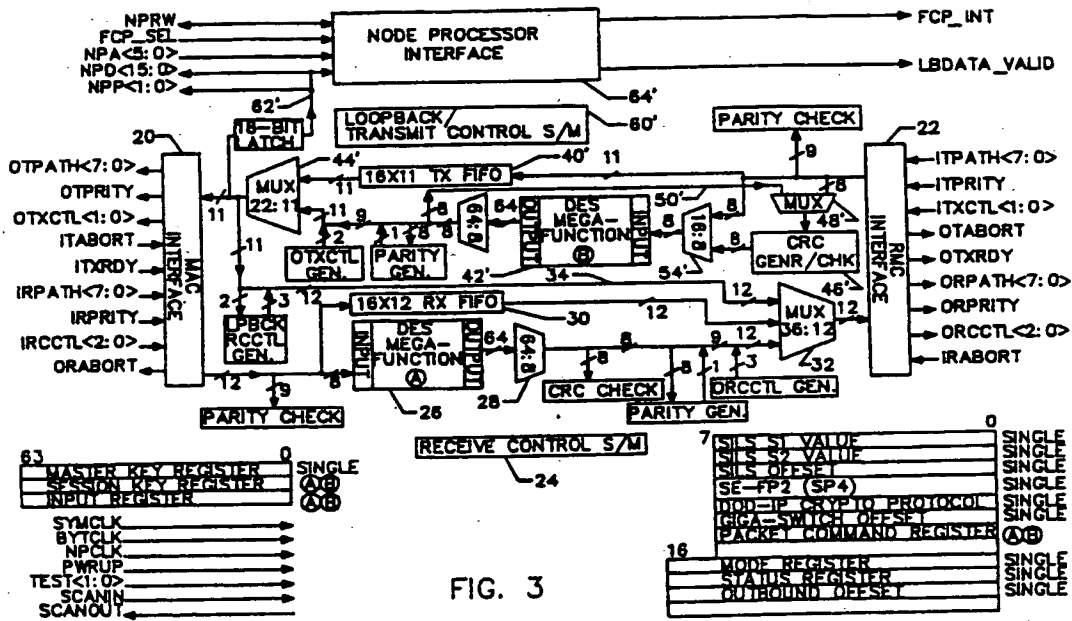 NPRW
FCP_SEL
NPA<5:0>
NPD<15:0>
NPP<1:0>
NODE PROCESSOR
INTERFACE
FCP_INT
LBDATA_VALID
62'
64'
18-BIT
LATCH
LOOPBACK/
TRANSMIT CONTROL S/M
60'
PARITY CHECK
20
22
OTPATH<7:0>
OTPRITY
OTXCTL<1:0>
ITABORT
ITXRDY
IRPATH<7:0>
IRPRITY
IRCCTL<2:0>
ORABORT
MAC
INTERFACE
11
MUX
22:11
44'
11
16X11 TX FIFO
40'
11
9
50'
8
MUX
48'
11
9
8
64:8
64
OUTPUT
DES
MEGA-
FUNCTION
B
INPUT
8
16:8
8
8
8
CRC
GENR/CHK
46'
2
1
8
8
OTXCTL
GEN.
PARITY
GEN.
42'
34
54'
11
2
3
12
LPBCK
RCCTL
GEN.
16X12 RX FIFO
30
12
12
12
MUX
36:12
12
32
RMC
INTERFACE
ITPATH<7:0>
ITPRITY
ITXCTL<1:0>
OTABORT
OTXRDY
ORPATH<7:0>
ORPRITY
ORCCTL<2:0>
IRABORT
12
9
8
INPUT
DES
MEGA-
FUNCTION
A
OUTPUT
64
64:8
26
28
8
8
8
9
1
12
3
PARITY CHECK
CRC CHECK
PARITY GEN.
ORCCTL GEN.
RECEIVE CONTROL S/M
24
63 0
MASTER KEY REGISTER SINGLE
SESSION KEY REGISTER A B
INPUT REGISTER A B
SYMCLK
BYTCLK
NPCLK
PWRUP
TEST<1:0>
SCANIN
SCANOUT
FIG. 3
7 0
SILS S1 VALUE SINGLE
SILS S2 VALUE SINGLE
SILS OFFSET SINGLE
SE-FP2 (SP4) SINGLE
DOD-IP CRYPTO PROTOCOL SINGLE
GIGA-SWITCH OFFSET SINGLE
PACKET COMMAND REGISTER A B
16
MODE REGISTER SINGLE
STATUS REGISTER SINGLE
OUTBOUND OFFSET SINGLE